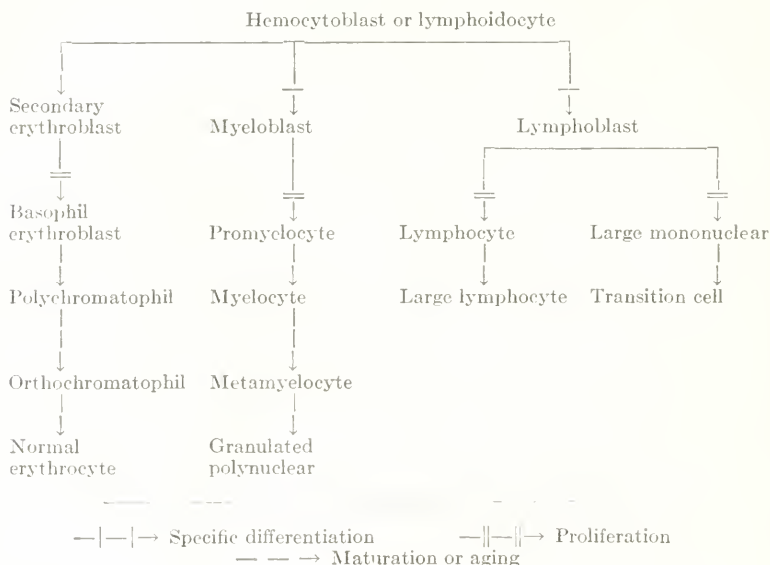 Hemocytoblast or lymphoidocyte
Secondary
erythroblast
Myeloblast
Lymphoblast
Basophil
erythroblast
Promyelocyte
Lymphocyte
Large mononuclear
Polychromatophil
Myelocyte
Large lymphocyte
Transition cell
Orthochromatophil
Metamyelocyte
Normal
erythrocyte
Granulated
polynuclear
Specific differentiation
Proliferation
Maturation or aging